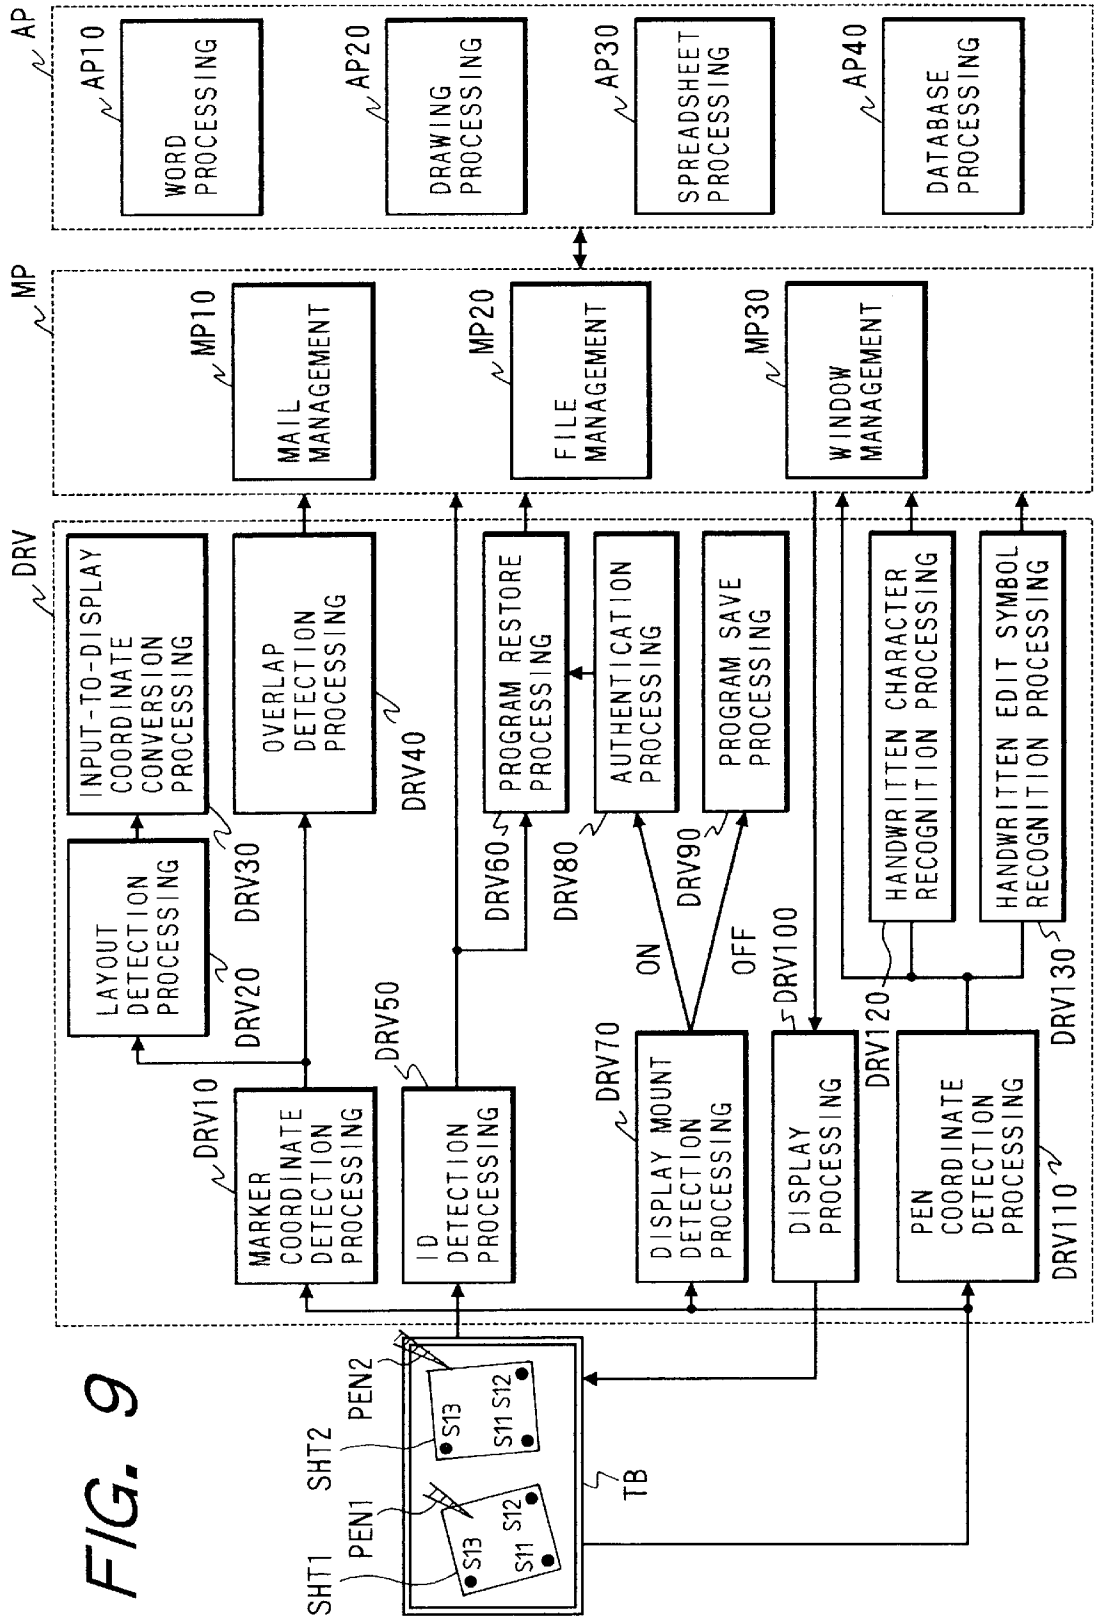 FIG. 9
SHT1
PEN1
SHT2
PEN2
S13
S11
S12
S13
S11
S12
TB
DRV
DRV10
MARKER
COORDINATE
DETECTION
PROCESSING
DRV20
LAYOUT
DETECTION
PROCESSING
DRV30
INPUT-TO-DISPLAY
COORDINATE
CONVERSION
PROCESSING
DRV40
OVERLAP
DETECTION
PROCESSING
DRV50
ID
DETECTION
PROCESSING
DRV60
PROGRAM RESTORE
PROCESSING
DRV70
DISPLAY MOUNT
DETECTION
PROCESSING
ON
OFF
DRV80
AUTHENTICATION
PROCESSING
DRV90
PROGRAM SAVE
PROCESSING
DRV100
DISPLAY
PROCESSING
DRV110
PEN
COORDINATE
DETECTION
PROCESSING
DRV120
HANDWRITTEN CHARACTER
RECOGNITION PROCESSING
DRV130
HANDWRITTEN EDIT SYMBOL
RECOGNITION PROCESSING
MP
MP10
MAIL
MANAGEMENT
MP20
FILE
MANAGEMENT
MP30
WINDOW
MANAGEMENT
AP
AP10
WORD
PROCESSING
AP20
DRAWING
PROCESSING
AP30
SPREADSHEET
PROCESSING
AP40
DATABASE
PROCESSING